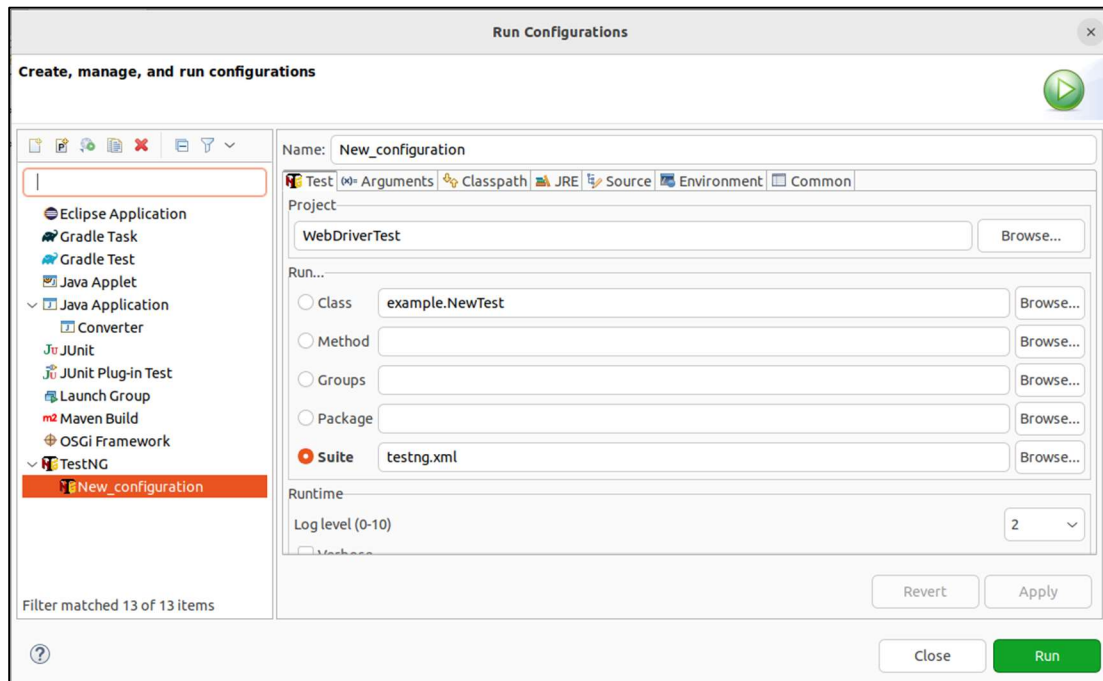 Run Configurations
Create, manage, and run configurations
Name: New_configuration
Test (x)= Arguments Classpath JRE Source Environment Common
Project
WebDriverTest Browse...
Run...
Class example.NewTest Browse...
Method Browse...
Groups Browse...
Package Browse...
Suite testng.xml Browse...
Runtime
Log level (0-10) 2
Verbose
Eclipse Application
Gradle Task
Gradle Test
Java Applet
Java Application
Converter
JUnit
JUnit Plug-in Test
Launch Group
m2 Maven Build
OSGi Framework
TestNG
New_configuration
Filter matched 13 of 13 items
Revert Apply
Close Run